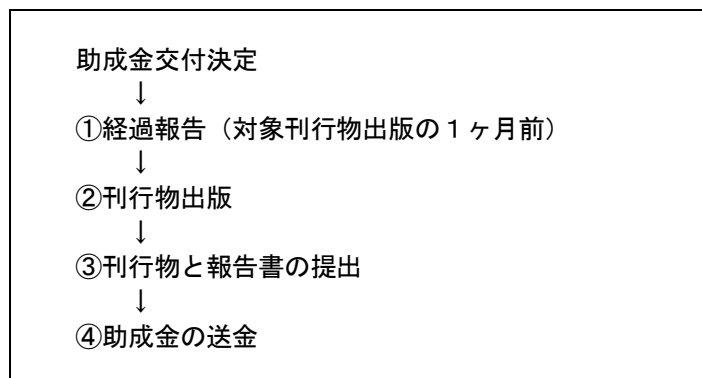 助成金交付決定
↓
①経過報告（対象刊行物出版の１ヶ月前）
↓
②刊行物出版
↓
③刊行物と報告書の提出
↓
④助成金の送金